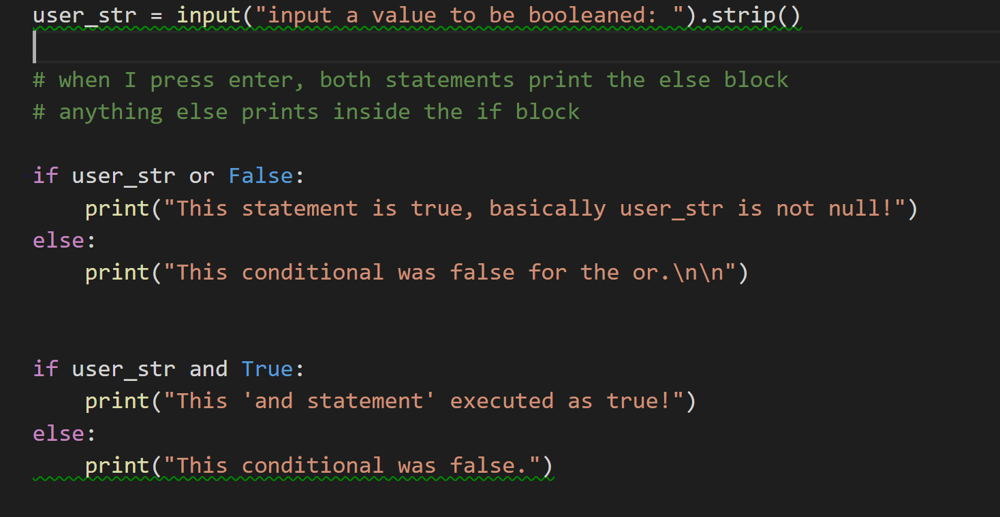 user_str = input("input a value to be booleaned: ").strip()
# when I press enter, both statements print the else block
# anything else prints inside the if block
if user_str or False:
    print("This statement is true, basically user_str is not null!")
else:
    print("This conditional was false for the or.\n\n")
if user_str and True:
    print("This 'and statement' executed as true!")
else:
    print("This conditional was false.")